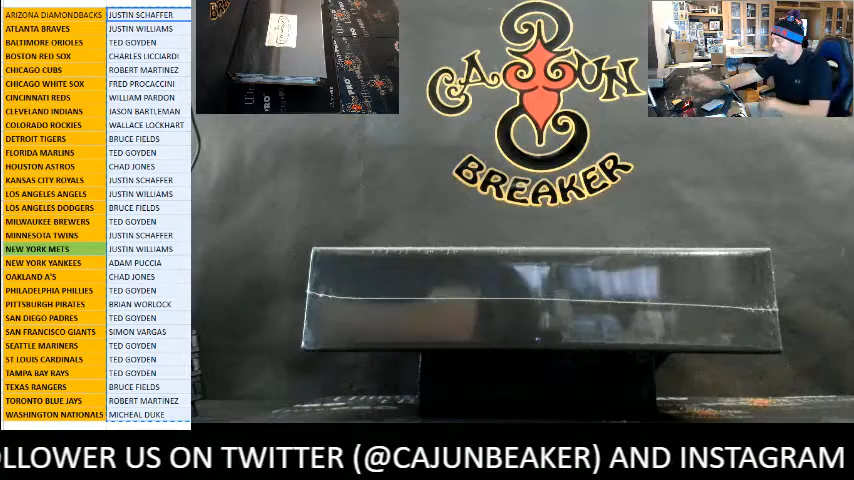 ARIZONA DIAMONDBACKS JUSTIN SCHAFFER
ATLANTA BRAVES JUSTIN WILLIAMS
BALTIMORE ORIOLES TED GOYDEN
BOSTON RED SOX CHARLES LICCIARDI
CHICAGO CUBS ROBERT MARTINEZ
CHICAGO WHITE SOX FRED PROCACCINI
CINCINNATI REDS WILLIAM PARDON
CLEVELAND INDIANS JASON BARTLEMAN
COLORADO ROCKIES WALLACE LOCKHART
DETROIT TIGERS BRUCE FIELDS
FLORIDA MARLINS TED GOYDEN
HOUSTON ASTROS CHAD JONES
KANSAS CITY ROYALS JUSTIN SCHAFFER
LOS ANGELES ANGELS JUSTIN WILLIAMS
LOS ANGELES DODGERS BRUCE FIELDS
MILWAUKEE BREWERS TED GOYDEN
MINNESOTA TWINS JUSTIN SCHAFFER
NEW YORK METS JUSTIN WILLIAMS
NEW YORK YANKEES ADAM PUCCIA
OAKLAND A'S CHAD JONES
PHILADELPHIA PHILLIES TED GOYDEN
PITTSBURGH PIRATES BRIAN WORLOCK
SAN DIEGO PADRES TED GOYDEN
SAN FRANCISCO GIANTS SIMON VARGAS
SEATTLE MARINERS TED GOYDEN
ST LOUIS CARDINALS TED GOYDEN
TAMPA BAY RAYS TED GOYDEN
TEXAS RANGERS BRUCE FIELDS
TORONTO BLUE JAYS ROBERT MARTINEZ
WASHINGTON NATIONALS MICHEAL DUKE
CAJUN
BREAKER
OLLOWER US ON TWITTER (@CAJUNBEAKER) AND INSTAGRAM